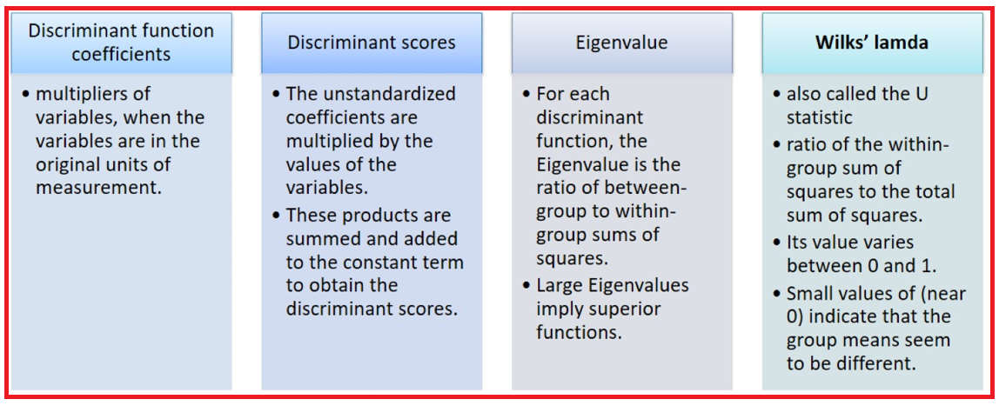 Discriminant function
coefficients
• multipliers of
variables, when the
variables are in the
original units of
measurement.
Discriminant scores
• The unstandardized
coefficients are
multiplied by the
values of the
variables.
• These products are
summed and added
to the constant term
to obtain the
discriminant scores.
Eigenvalue
• For each
discriminant
function, the
Eigenvalue is the
ratio of between-
group to within-
group sums of
squares.
• Large Eigenvalues
imply superior
functions.
Wilks’ lamda
• also called the U
statistic
• ratio of the within-
group sum of
squares to the total
sum of squares.
• Its value varies
between 0 and 1.
• Small values of (near
0) indicate that the
group means seem
to be different.